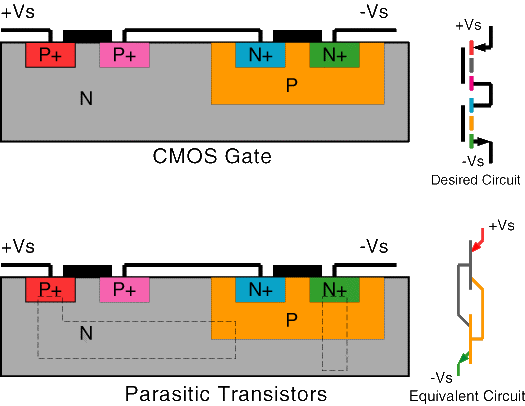 +Vs -Vs
P+ P+ N+ N+
N P
CMOS Gate
+Vs
-Vs
Desired Circuit
+Vs -Vs
P+ P+ N+ N+
N P
Parasitic Transistors
+Vs
-Vs
Equivalent Circuit